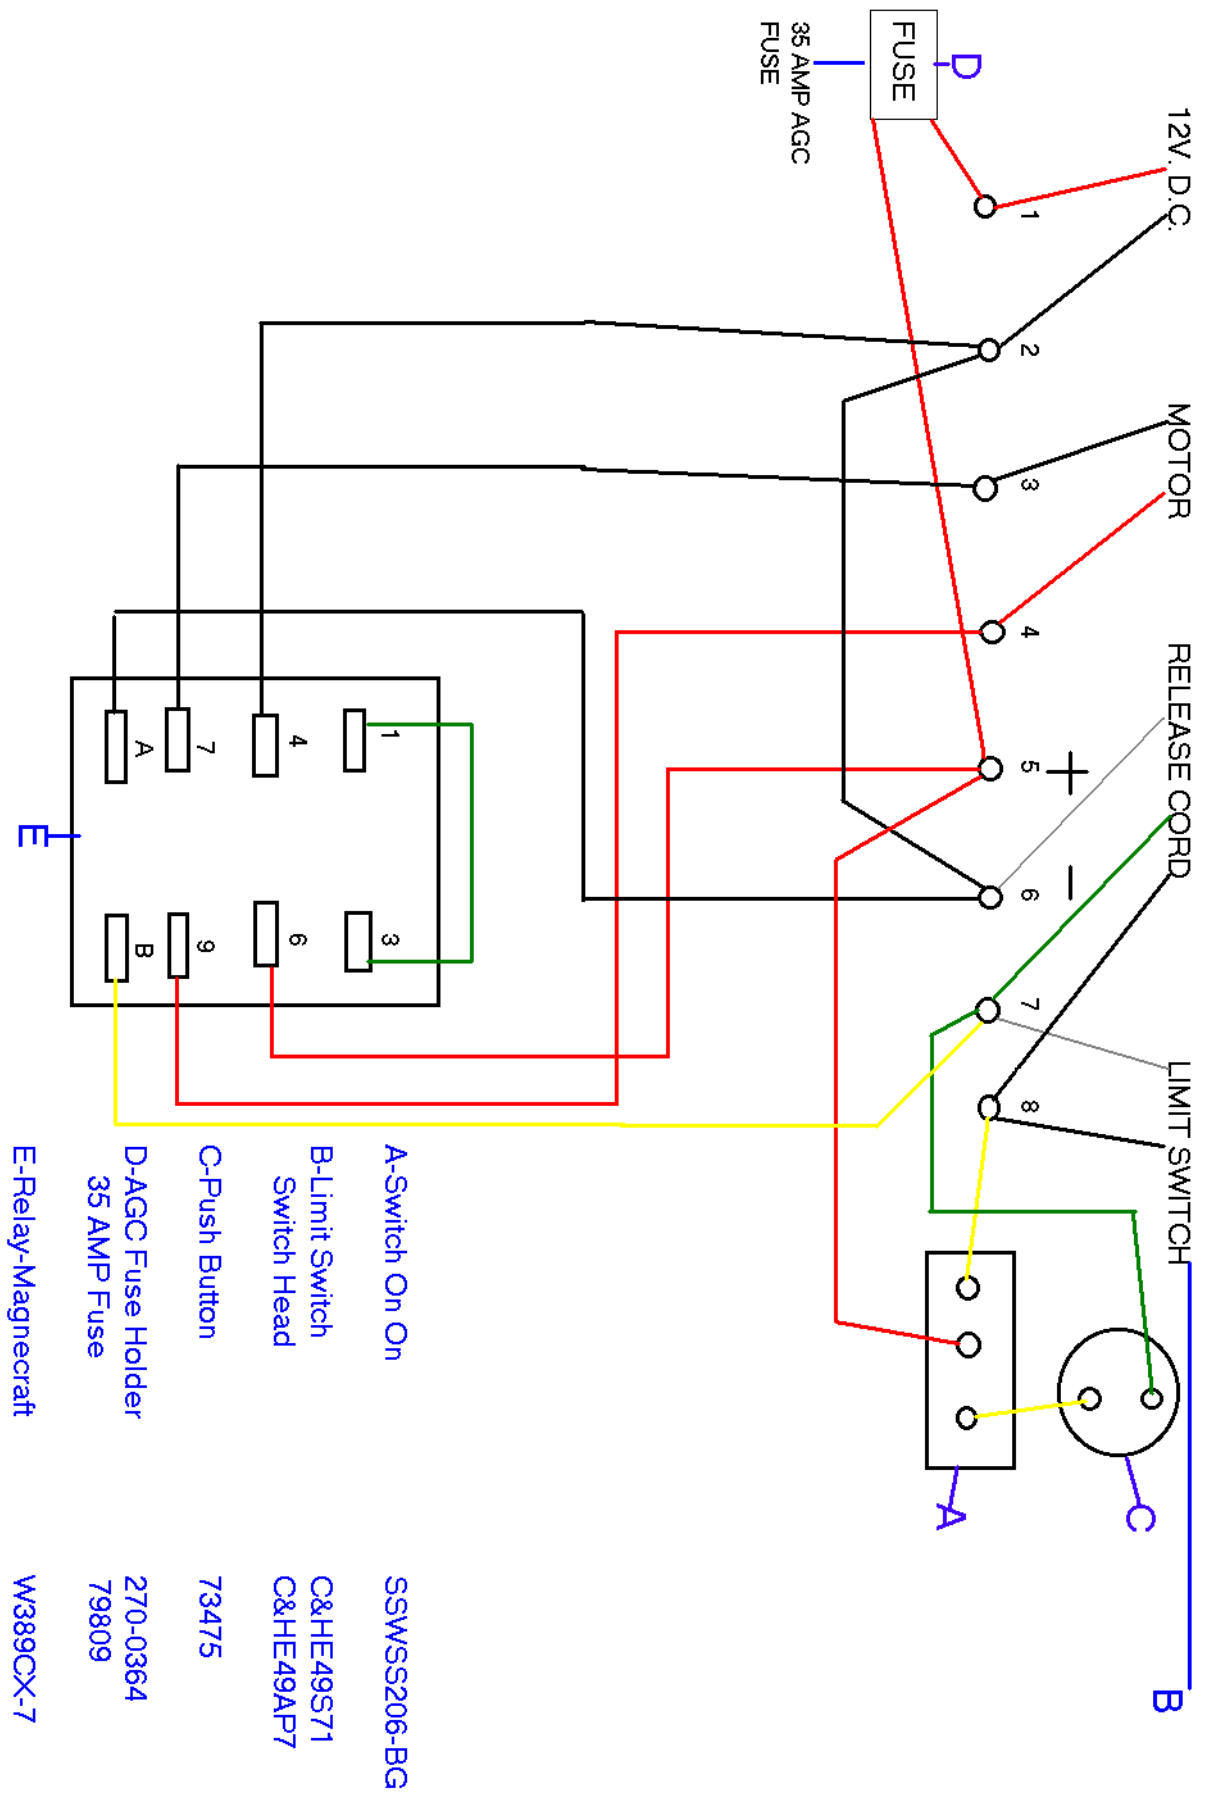 12V. D.C.
MOTOR
RELEASE CORD
LIMIT SWITCH
B
+
–
1
2
3
4
5
6
7
8
D
FUSE
35 AMP AGC
FUSE
C
A
1
3
4
6
7
9
A
B
E
A-Switch On On SSWSS206-BG
B-Limit Switch C&HE49S71
Switch Head C&HE49AP7
C-Push Button 73475
D-AGC Fuse Holder 270-0364
35 AMP Fuse 79809
E-Relay-Magnecraft W389CX-7